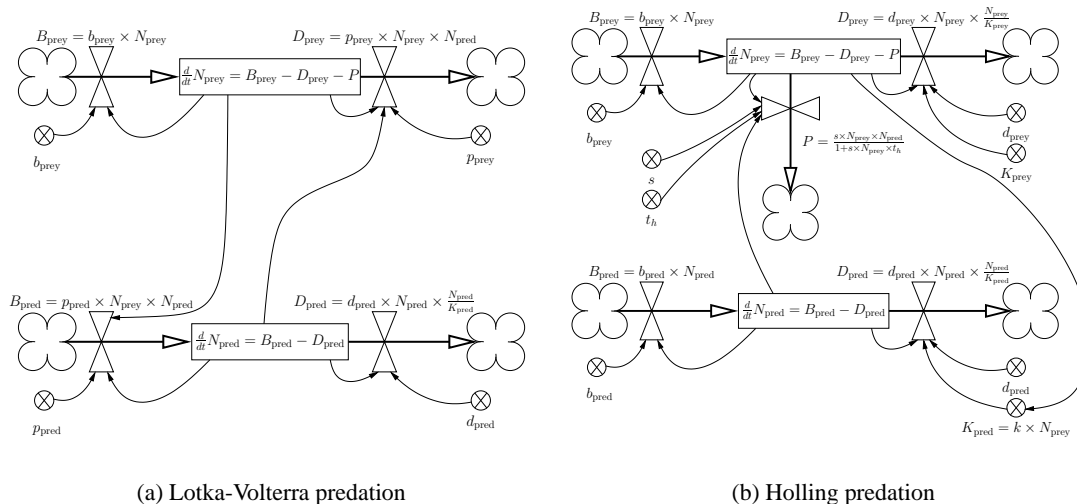 B_prey = b_prey × N_prey
D_prey = p_prey × N_prey × N_pred
d/dt N_prey = B_prey − D_prey − P
b_prey
p_prey
B_pred = p_pred × N_prey × N_pred
D_pred = d_pred × N_pred × N_pred/K_pred
d/dt N_pred = B_pred − D_pred
p_pred
d_pred
(a) Lotka-Volterra predation
B_prey = b_prey × N_prey
D_prey = d_prey × N_prey × N_prey/K_prey
d/dt N_prey = B_prey − D_prey − P
b_prey
d_prey
P = s×N_prey×N_pred/1+s×N_prey×t_h
s
K_prey
t_h
B_pred = b_pred × N_pred
D_pred = d_pred × N_pred × N_pred/K_pred
d/dt N_pred = B_pred − D_pred
b_pred
d_pred
K_pred = k × N_prey
(b) Holling predation